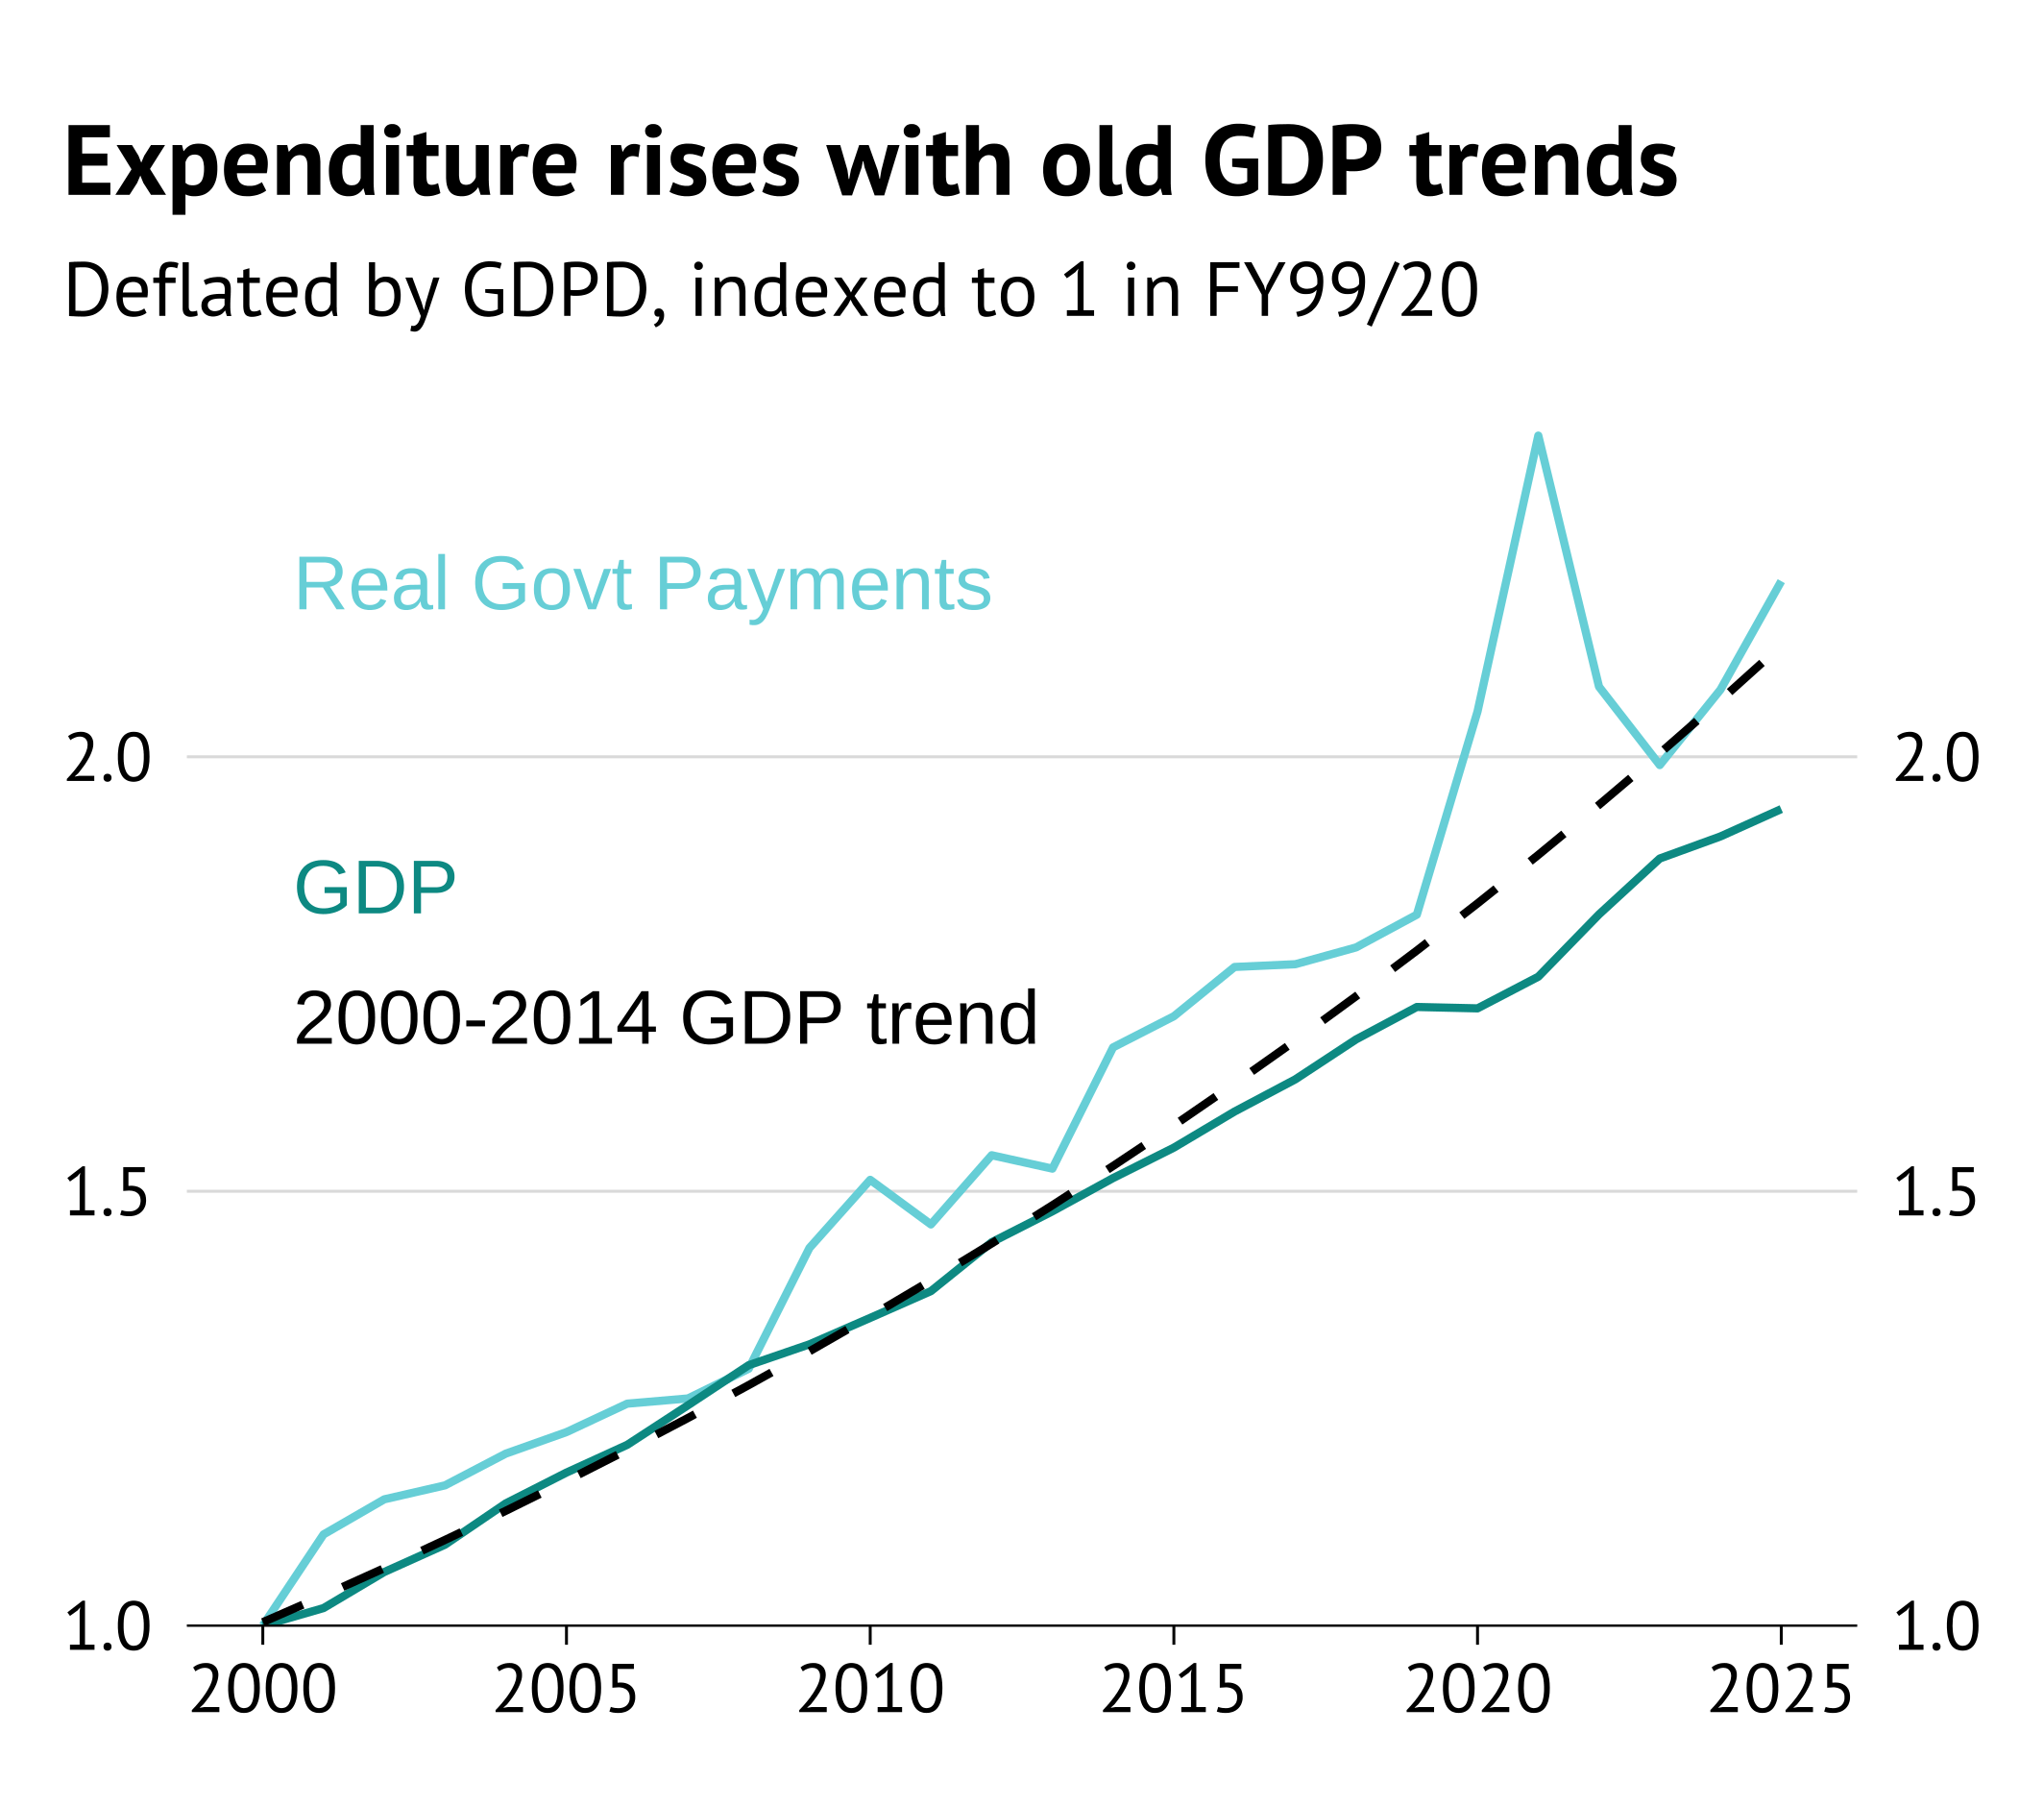 Expenditure rises with old GDP trends
Deflated by GDPD, indexed to 1 in FY99/20
Real Govt Payments
2.0 2.0
GDP
2000-2014 GDP trend
1.5 1.5
1.0 1.0
2000 2005 2010 2015 2020 2025